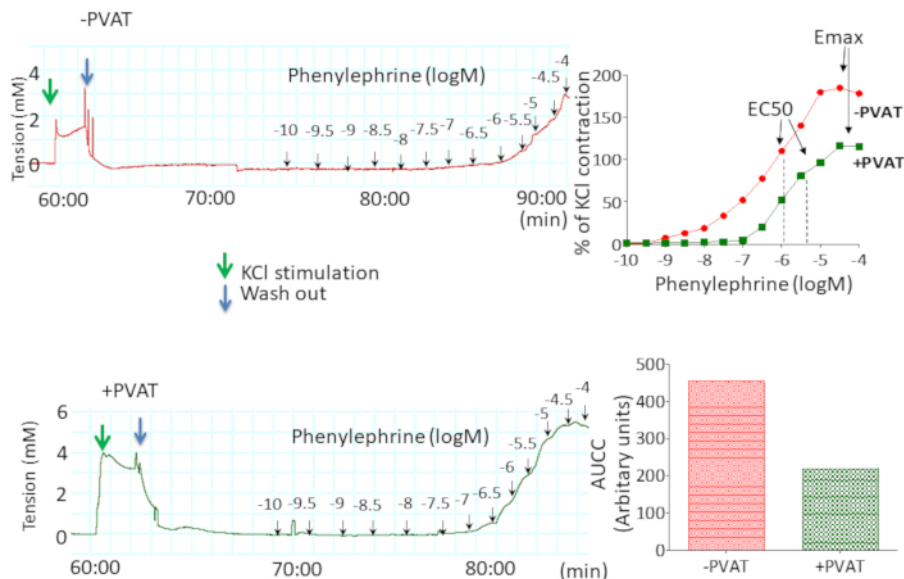 -PVAT
Tension (mM)
4
2
0
Phenylephrine (logM)
-10 -9.5 -9 -8.5 -8 -7.5 -7 -6.5 -6 -5.5 -5 -4.5 -4
60:00 70:00 80:00 90:00
(min)
Emax
EC50
-PVAT
+PVAT
% of KCl contraction
200
150
100
50
0
-10 -9 -8 -7 -6 -5 -4
Phenylephrine (logM)
KCl stimulation
Wash out
+PVAT
Tension (mM)
6
4
2
0
Phenylephrine (logM)
-10 -9.5 -9 -8.5 -8 -7.5 -7 -6.5 -6 -5.5 -5 -4.5 -4
60:00 70:00 80:00 (min)
AUCC
(Arbitary units)
500
400
300
200
100
0
-PVAT +PVAT